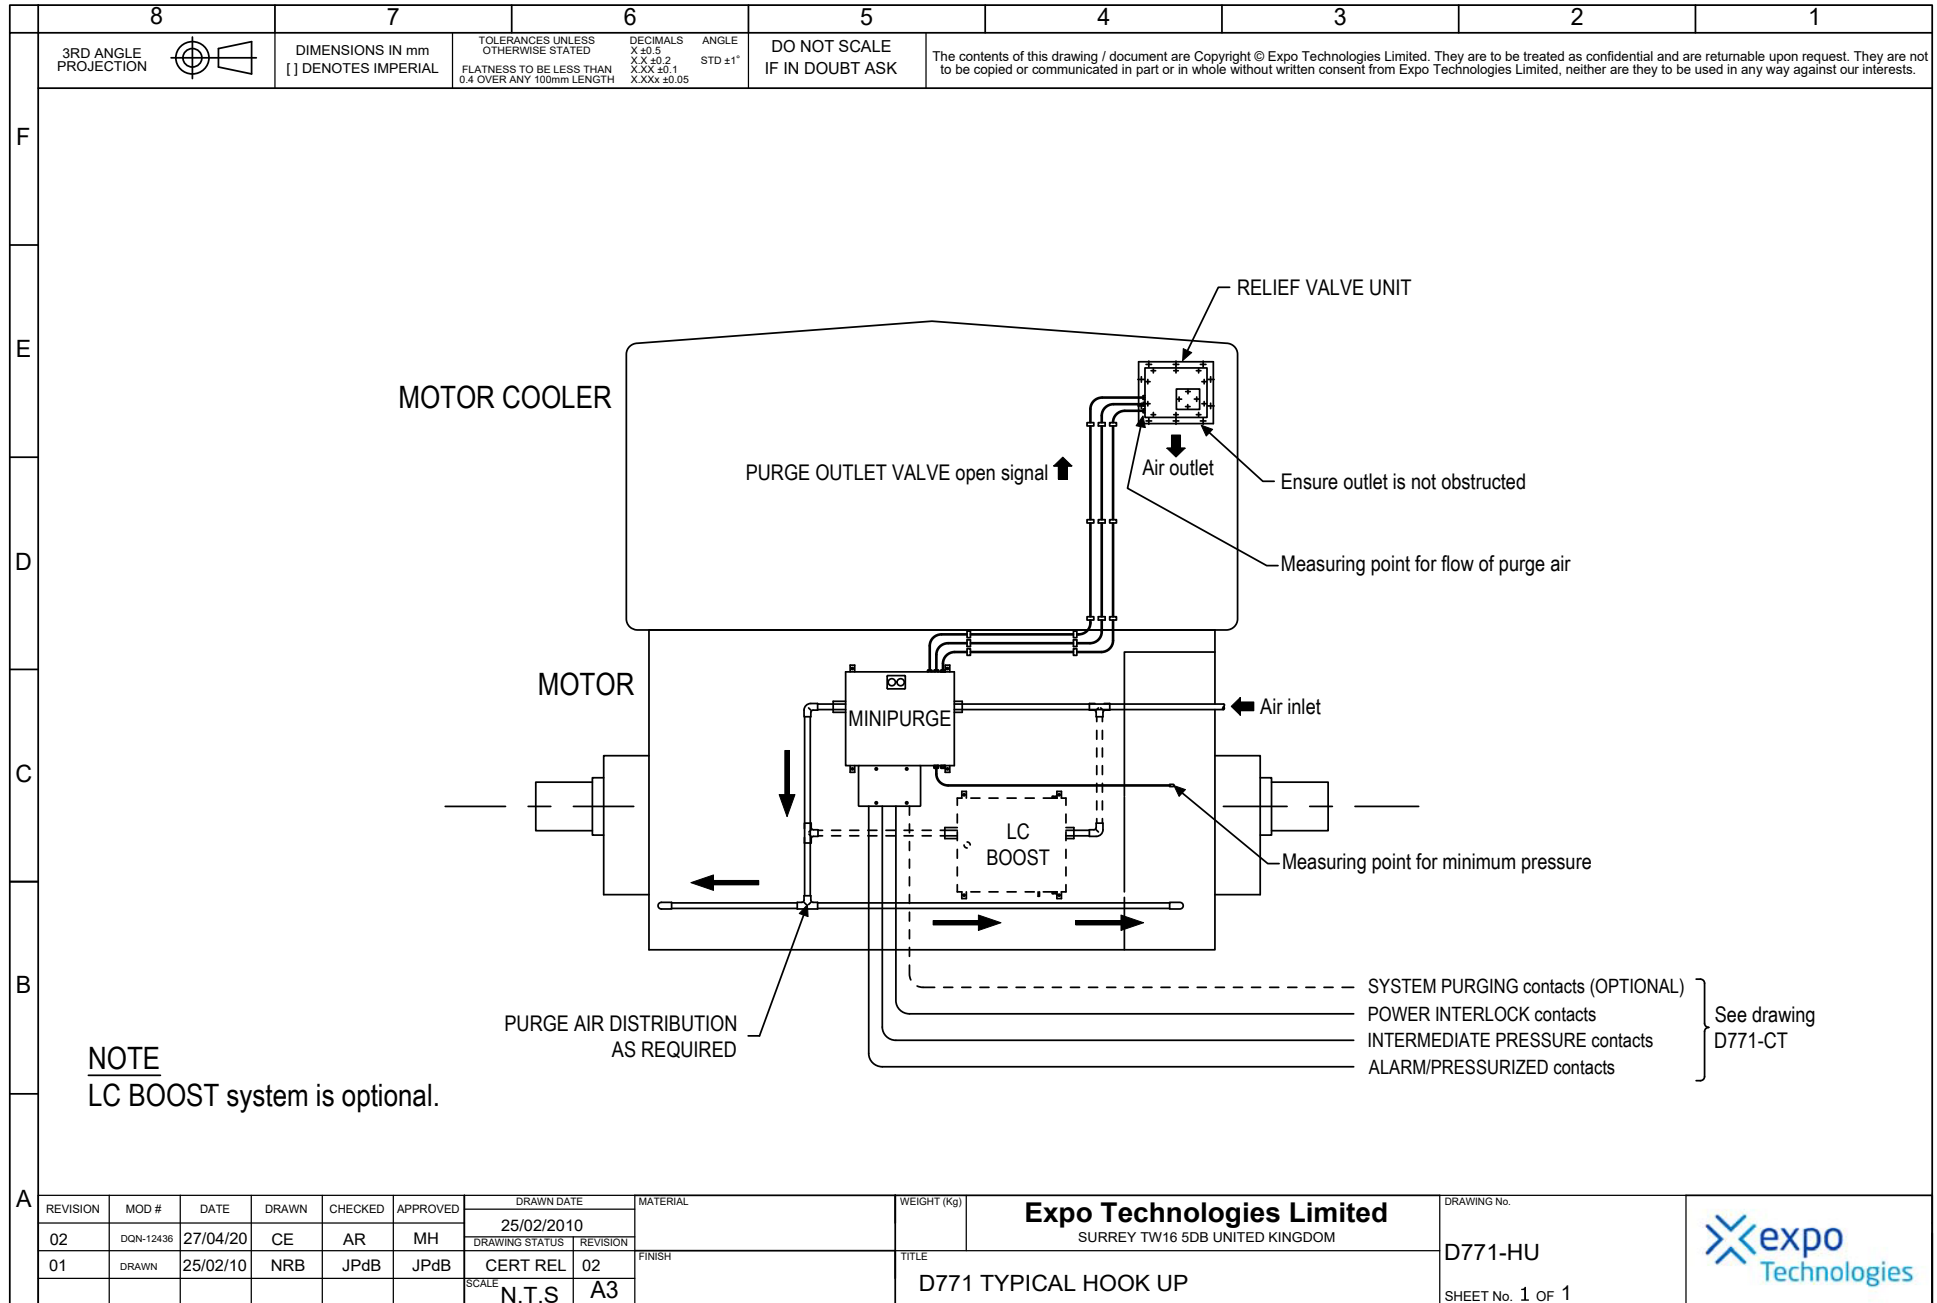 8 7 6 5 4 3 2 1
3RD ANGLE
PROJECTION
DIMENSIONS IN mm
[ ] DENOTES IMPERIAL
TOLERANCES UNLESS
OTHERWISE STATED
FLATNESS TO BE LESS THAN
0.4 OVER ANY 100mm LENGTH
DECIMALS
X ±0.5
X.X ±0.2
X.XX ±0.1
X.XXx ±0.05
ANGLE
STD ±1°
DO NOT SCALE
IF IN DOUBT ASK
The contents of this drawing / document are Copyright © Expo Technologies Limited. They are to be treated as confidential and are returnable upon request. They are not
to be copied or communicated in part or in whole without written consent from Expo Technologies Limited, neither are they to be used in any way against our interests.
F
E
D
C
B
A
RELIEF VALVE UNIT
MOTOR COOLER
PURGE OUTLET VALVE open signal
Air outlet
Ensure outlet is not obstructed
Measuring point for flow of purge air
MOTOR
MINIPURGE
Air inlet
LC
BOOST
Measuring point for minimum pressure
SYSTEM PURGING contacts (OPTIONAL)
POWER INTERLOCK contacts
INTERMEDIATE PRESSURE contacts
ALARM/PRESSURIZED contacts
See drawing
D771-CT
PURGE AIR DISTRIBUTION
AS REQUIRED
NOTE
LC BOOST system is optional.
REVISION MOD # DATE DRAWN CHECKED APPROVED
02 DQN-12436 27/04/20 CE AR MH
01 DRAWN 25/02/10 NRB JPdB JPdB
DRAWN DATE
25/02/2010
DRAWING STATUS REVISION
CERT REL 02
SCALE N.T.S A3
MATERIAL
FINISH
WEIGHT (Kg)
Expo Technologies Limited
SURREY TW16 5DB UNITED KINGDOM
TITLE
D771 TYPICAL HOOK UP
DRAWING No.
D771-HU
SHEET No. 1 OF 1
expo
Technologies